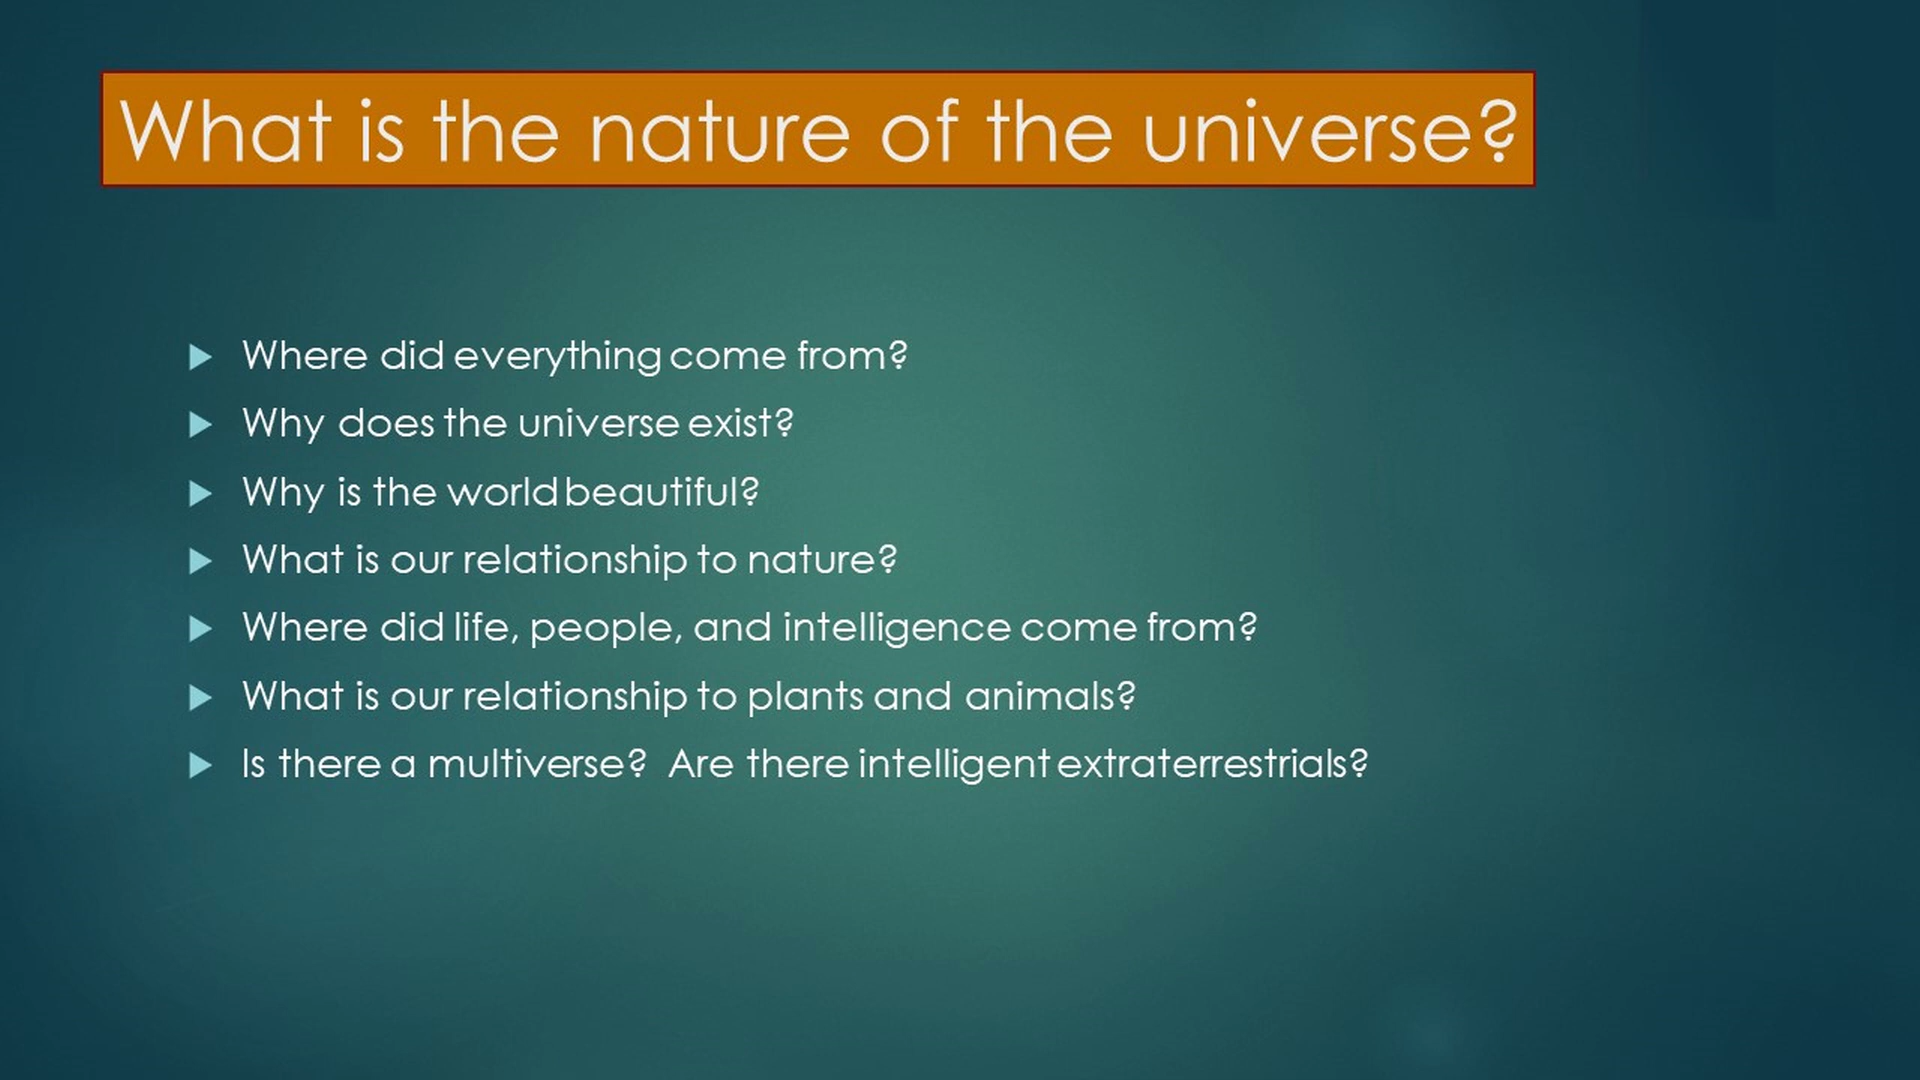 What is the nature of the universe?
Where did everything come from?
Why does the universe exist?
Why is the world beautiful?
What is our relationship to nature?
Where did life, people, and intelligence come from?
What is our relationship to plants and animals?
Is there a multiverse?  Are there intelligent extraterrestrials?